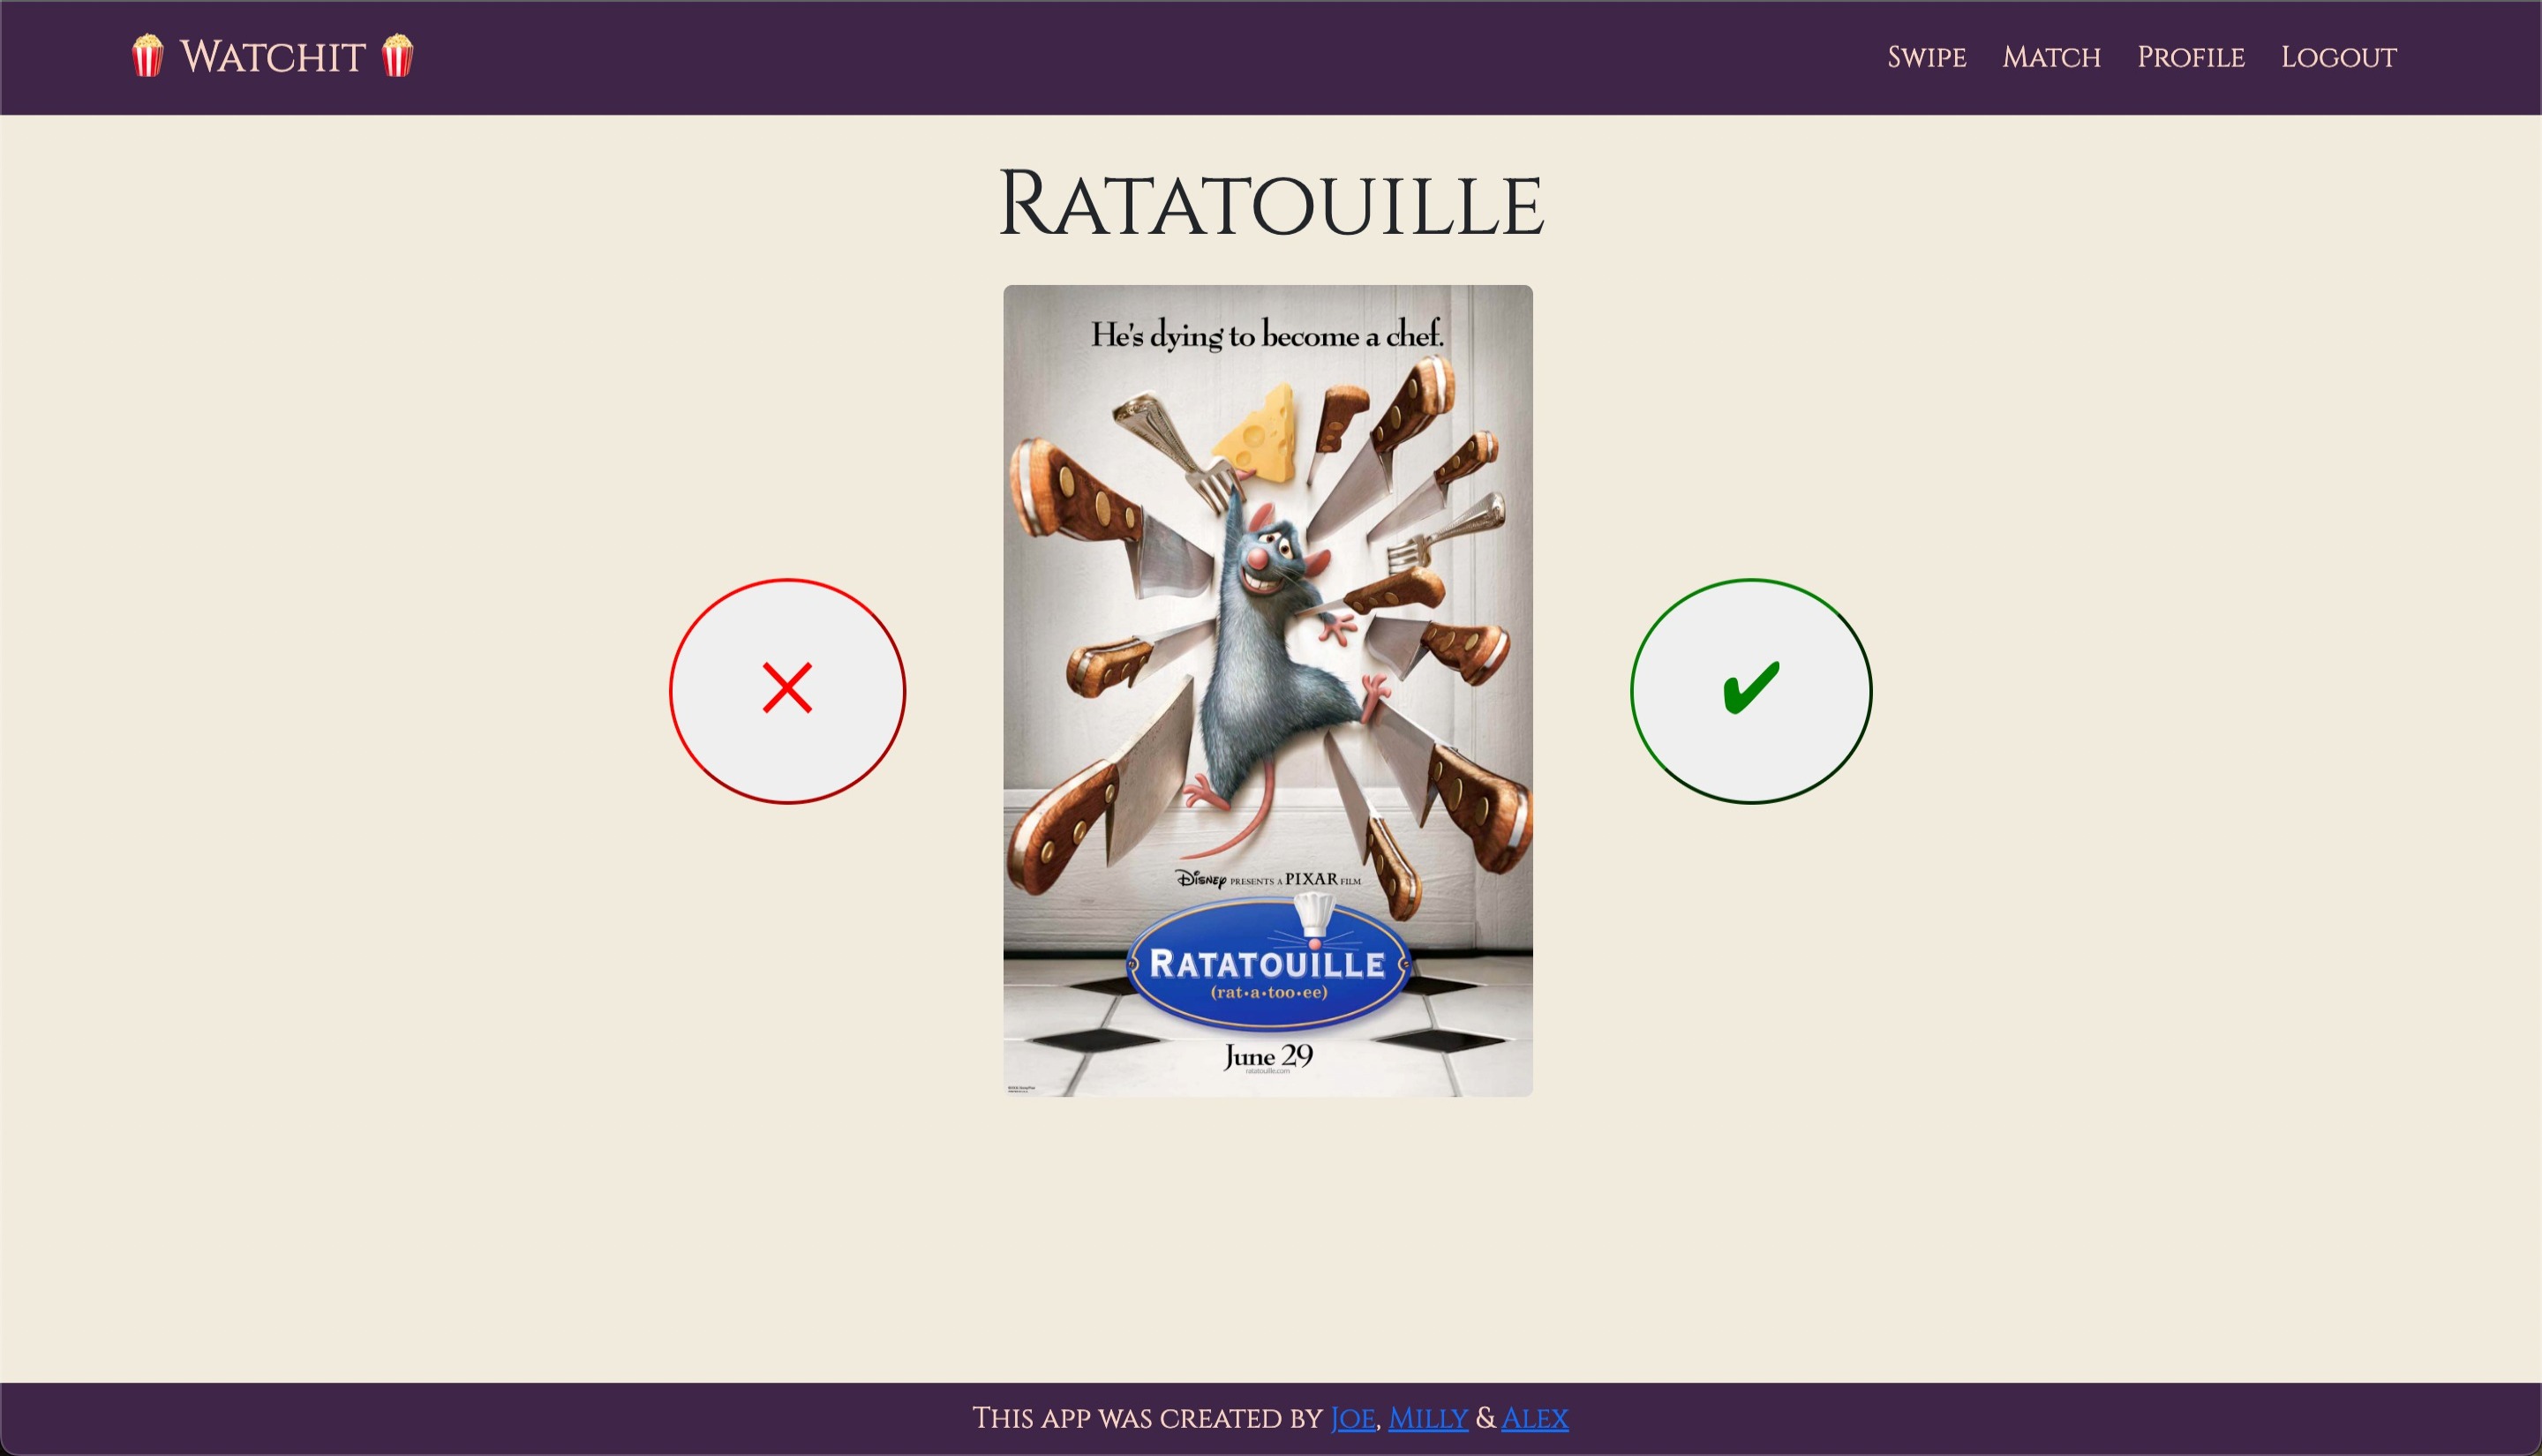 Watchit
Swipe Match Profile Logout
Ratatouille
He's dying to become a chef.
×
✔
Disney PRESENTS A PIXAR FILM
RATATOUILLE
(rat•a•too•ee)
June 29
ratatouille.com
This app was created by Joe, Milly & Alex